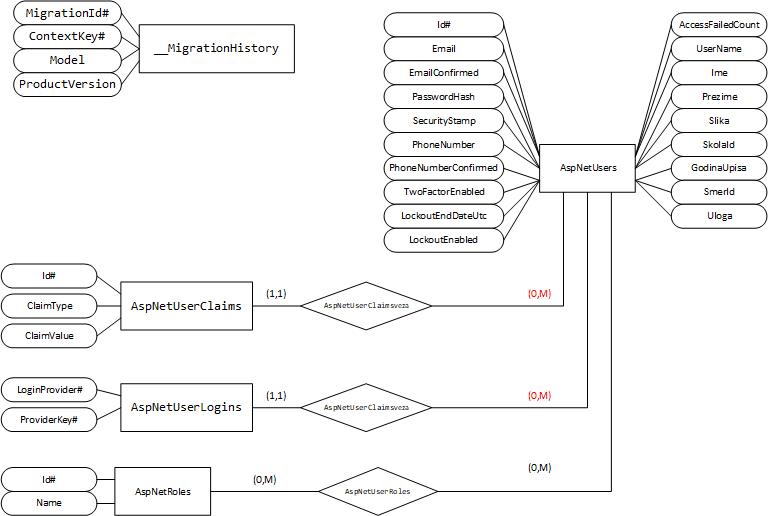 MigrationId#
ContextKey#
Model
ProductVersion
__MigrationHistory
Id#
Email
EmailConfirmed
PasswordHash
SecurityStamp
PhoneNumber
PhoneNumberConfirmed
TwoFactorEnabled
LockoutEndDateUtc
LockoutEnabled
AspNetUsers
AccessFailedCount
UserName
Ime
Prezime
Slika
SkolaId
GodinaUpisa
SmerId
Uloga
Id#
ClaimType
ClaimValue
AspNetUserClaims
(1,1)
AspNetUserClaimsveza
(0,M)
LoginProvider#
ProviderKey#
AspNetUserLogins
(1,1)
AspNetUserClaimsveza
(0,M)
Id#
Name
AspNetRoles
(0,M)
AspNetUserRoles
(0,M)